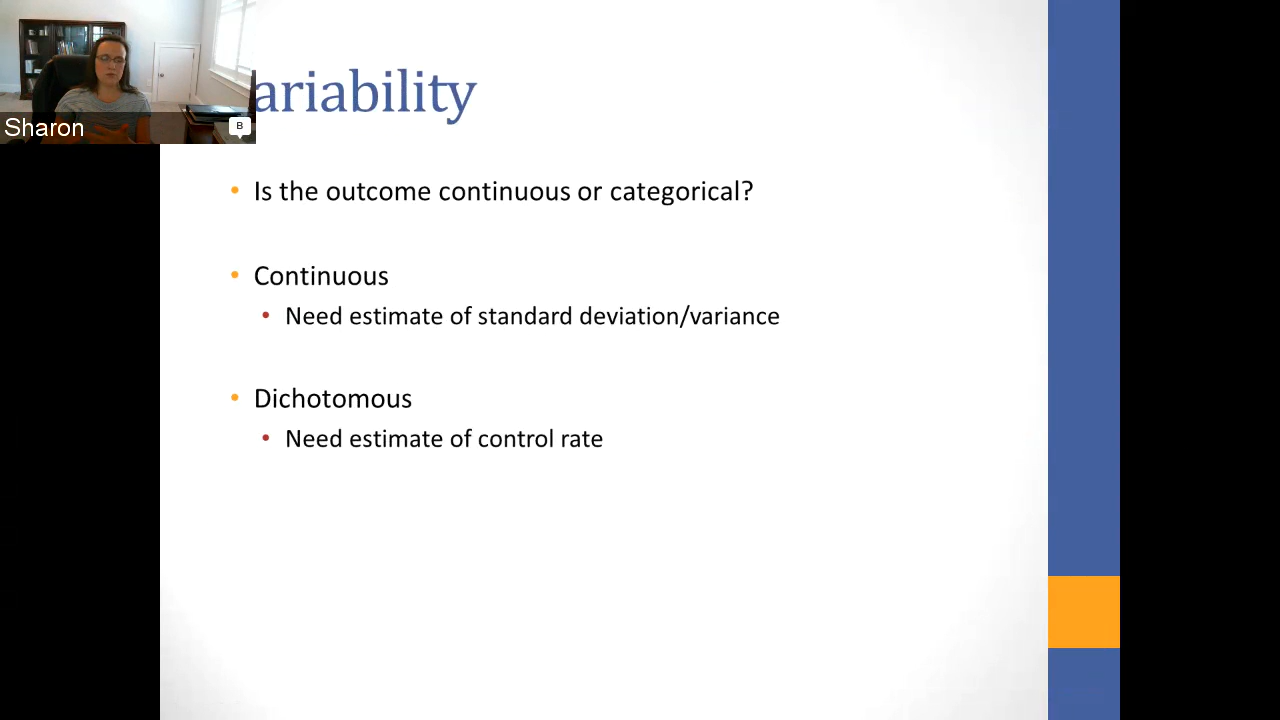 Sharon
B
ariability
• Is the outcome continuous or categorical?
• Continuous
• Need estimate of standard deviation/variance
• Dichotomous
• Need estimate of control rate